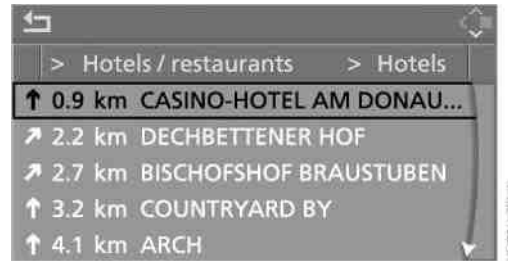 > Hotels / restaurants > Hotels
0.9 km CASINO-HOTEL AM DONAU...
2.2 km DECHBETTENER HOF
2.7 km BISCHOFSHOF BRAUSTUBEN
3.2 km COUNTRYARD BY
4.1 km ARCH